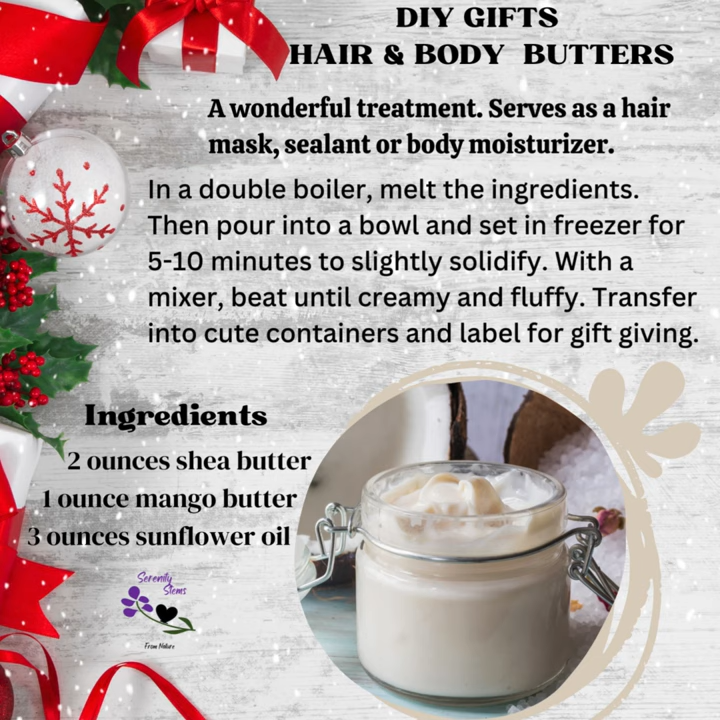 DIY GIFTS
HAIR & BODY BUTTERS
A wonderful treatment. Serves as a hair
mask, sealant or body moisturizer.
In a double boiler, melt the ingredients.
Then pour into a bowl and set in freezer for
5-10 minutes to slightly solidify. With a
mixer, beat until creamy and fluffy. Transfer
into cute containers and label for gift giving.
Ingredients
2 ounces shea butter
1 ounce mango butter
3 ounces sunflower oil
Serenity
Stems
From Nature